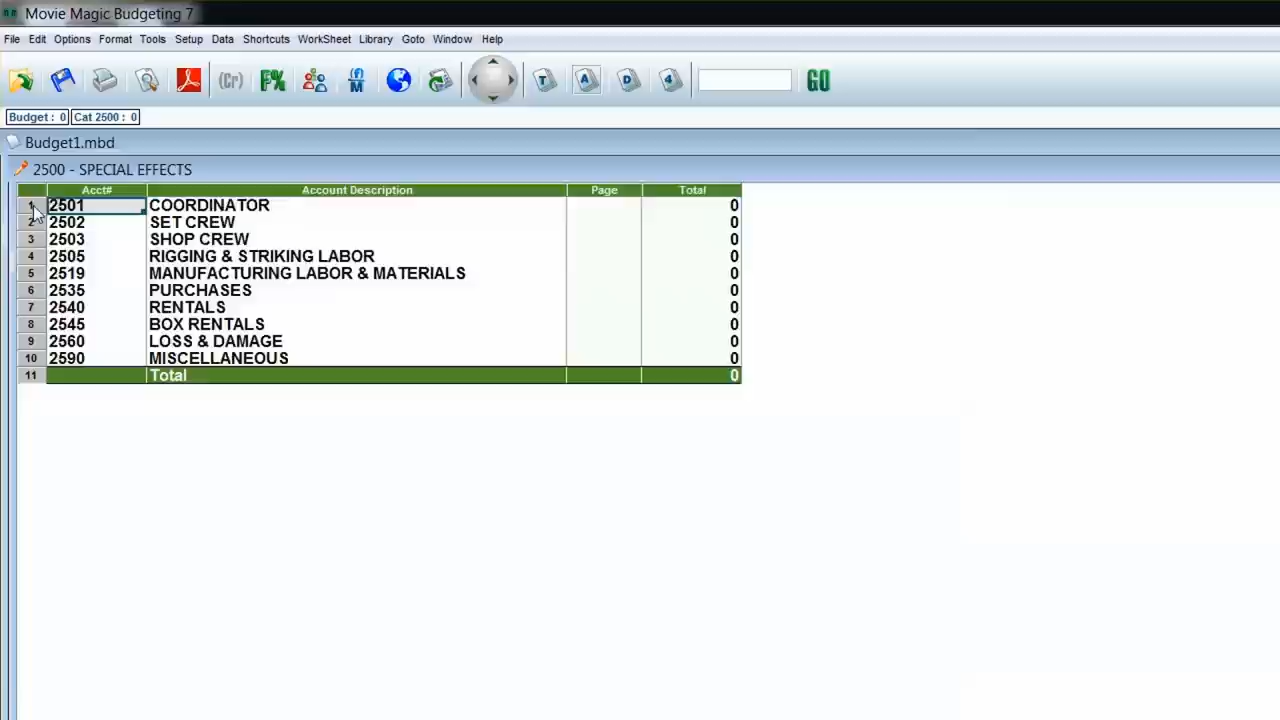 Movie Magic Budgeting 7
File Edit Options Format Tools Setup Data Shortcuts WorkSheet Library Goto Window Help
(Cr) F% f M T A D 4 GO
Budget : 0 Cat 2500 : 0
Budget1.mbd
2500 - SPECIAL EFFECTS
Acct# Account Description Page Total
1 2501 COORDINATOR 0
2 2502 SET CREW 0
3 2503 SHOP CREW 0
4 2505 RIGGING & STRIKING LABOR 0
5 2519 MANUFACTURING LABOR & MATERIALS 0
6 2535 PURCHASES 0
7 2540 RENTALS 0
8 2545 BOX RENTALS 0
9 2560 LOSS & DAMAGE 0
10 2590 MISCELLANEOUS 0
11 Total 0